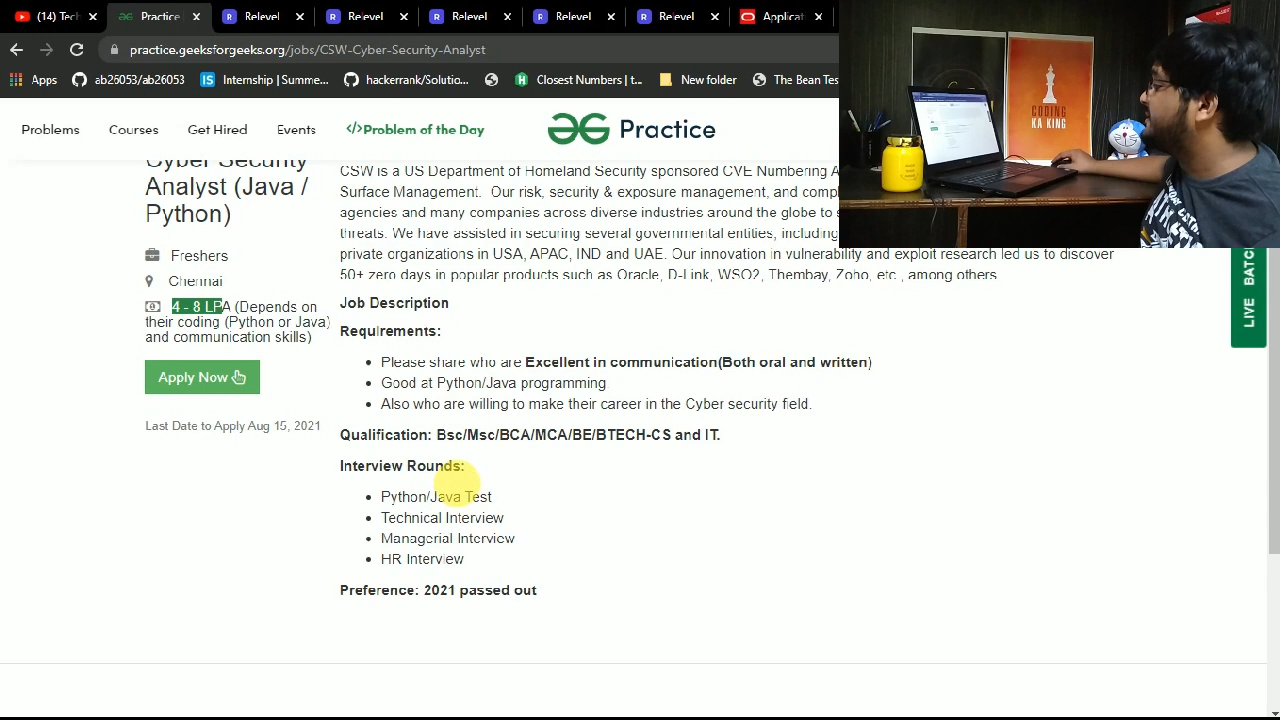 (14) Tech
Practice
Relevel
Relevel
Relevel
Relevel
Relevel
Applicat
practice.geeksforgeeks.org/jobs/CSW-Cyber-Security-Analyst
Apps
ab26053/ab26053
Internship | Summe...
hackerrank/Solutio...
Closest Numbers | t...
New folder
The Bean Test
Problems
Courses
Get Hired
Events
</>Problem of the Day
Practice
Cyber Security
Analyst (Java /
Python)
Freshers
Chennai
4 - 8 LPA (Depends on
their coding (Python or Java)
and communication skills)
Apply Now
Last Date to Apply Aug 15, 2021
CSW is a US Department of Homeland Security sponsored CVE Numbering A
Surface Management. Our risk, security & exposure management, and comp
agencies and many companies across diverse industries around the globe to s
threats. We have assisted in securing several governmental entities, including
private organizations in USA, APAC, IND and UAE. Our innovation in vulnerability and exploit research led us to discover
50+ zero days in popular products such as Oracle, D-Link, WSO2, Thembay, Zoho, etc., among others
Job Description
Requirements:
Please share who are Excellent in communication(Both oral and written)
Good at Python/Java programming
Also who are willing to make their career in the Cyber security field.
Qualification: Bsc/Msc/BCA/MCA/BE/BTECH-CS and IT.
Interview Rounds:
Python/Java Test
Technical Interview
Managerial Interview
HR Interview
Preference: 2021 passed out
LIVE BATC
CODING
KA KING